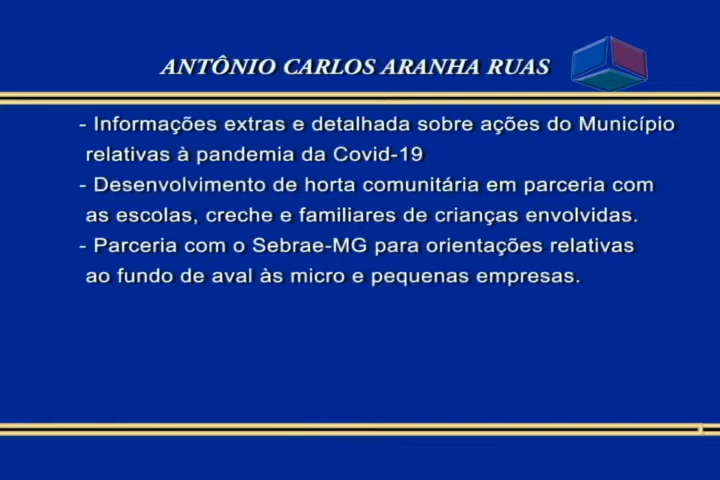 ANTÔNIO CARLOS ARANHA RUAS
- Informações extras e detalhada sobre ações do Município
relativas à pandemia da Covid-19
- Desenvolvimento de horta comunitária em parceria com
as escolas, creche e familiares de crianças envolvidas.
- Parceria com o Sebrae-MG para orientações relativas
ao fundo de aval às micro e pequenas empresas.